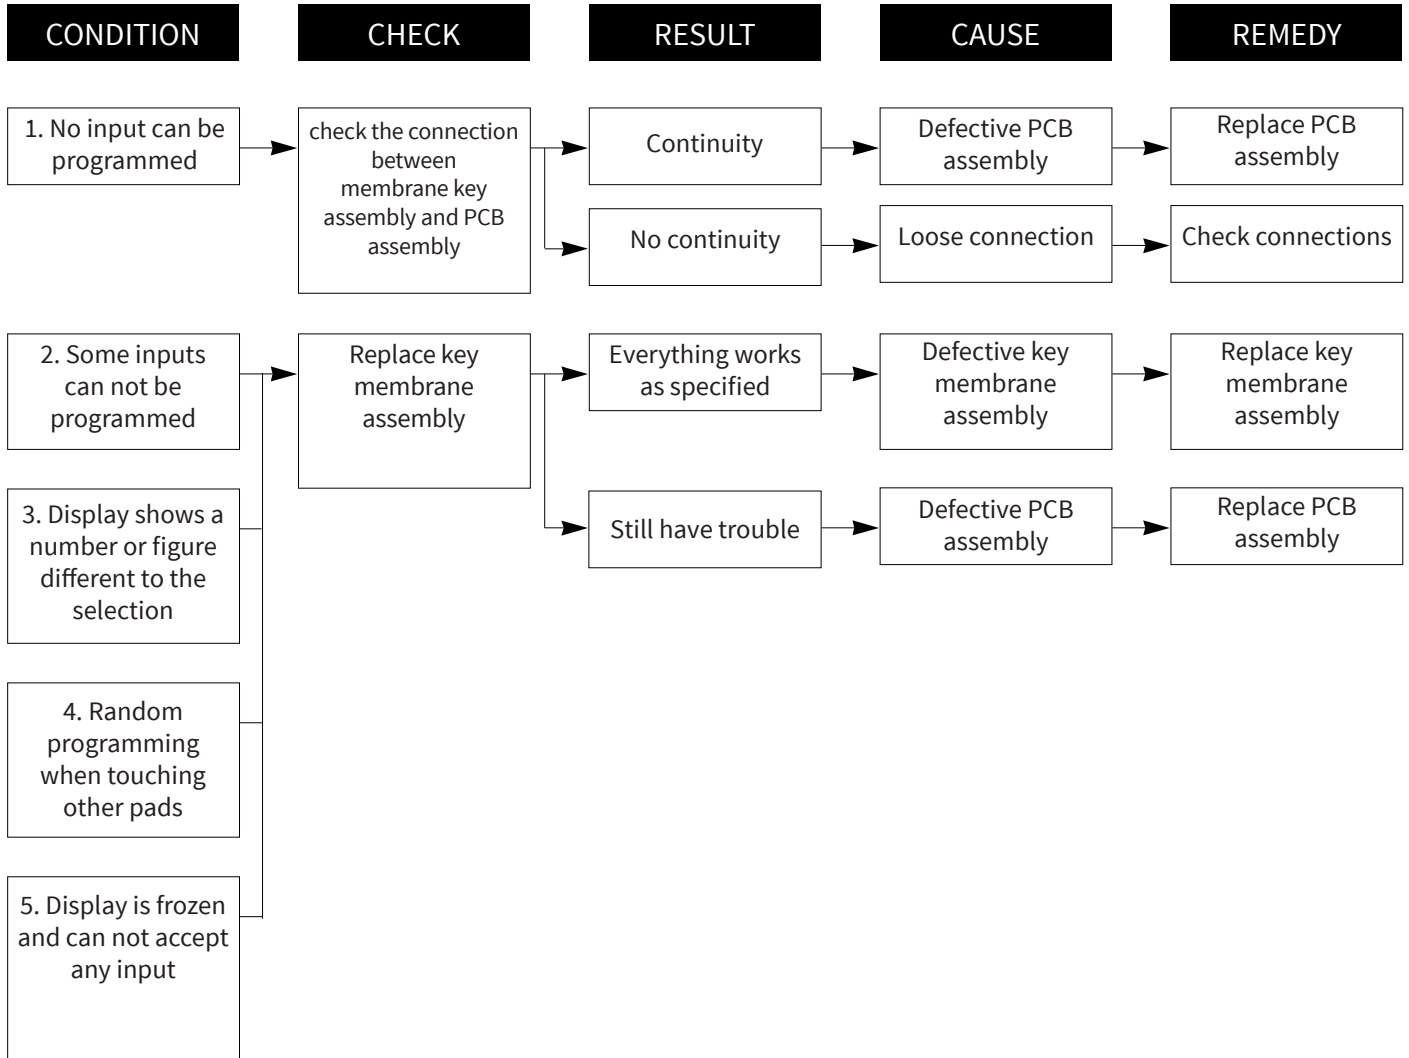 CONDITION
CHECK
RESULT
CAUSE
REMEDY
1. No input can be
programmed
check the connection
between
membrane key
assembly and PCB
assembly
Continuity
Defective PCB
assembly
Replace PCB
assembly
No continuity
Loose connection
Check connections
2. Some inputs
can not be
programmed
Replace key
membrane
assembly
Everything works
as specified
Defective key
membrane
assembly
Replace key
membrane
assembly
3. Display shows a
number or figure
different to the
selection
Still have trouble
Defective PCB
assembly
Replace PCB
assembly
4. Random
programming
when touching
other pads
5. Display is frozen
and can not accept
any input